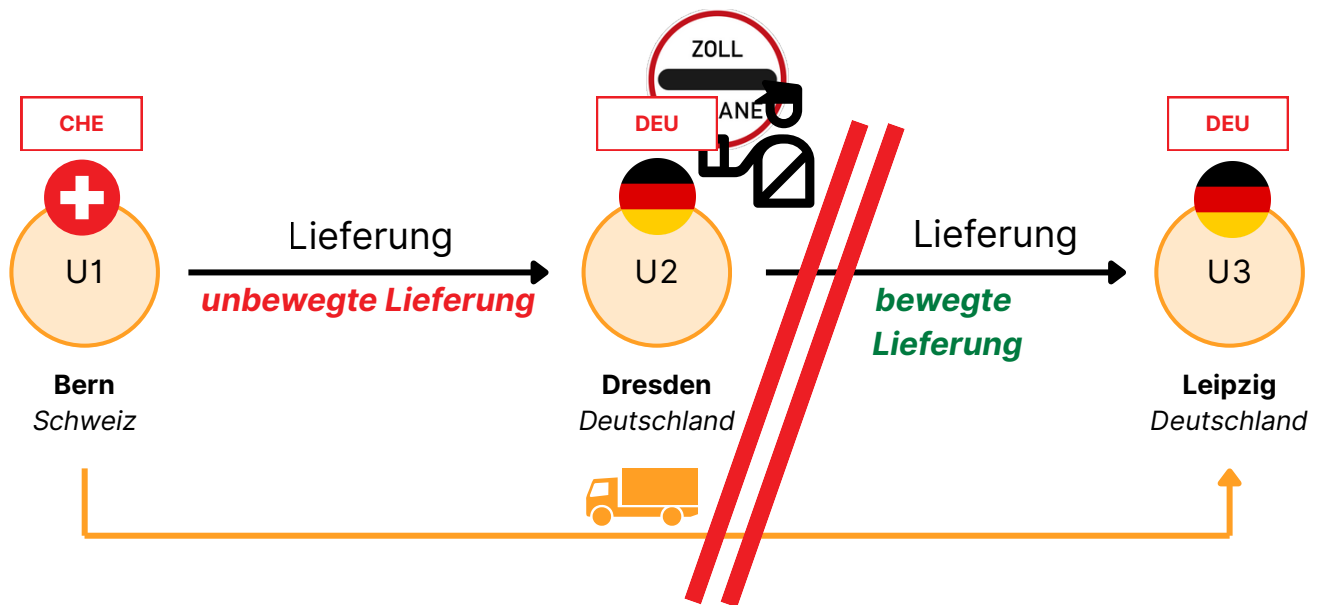 ZOLL
ANE
CHE
DEU
DEU
Lieferung
Lieferung
U1
U2
U3
unbewegte Lieferung
bewegte
Lieferung
Bern
Schweiz
Dresden
Deutschland
Leipzig
Deutschland